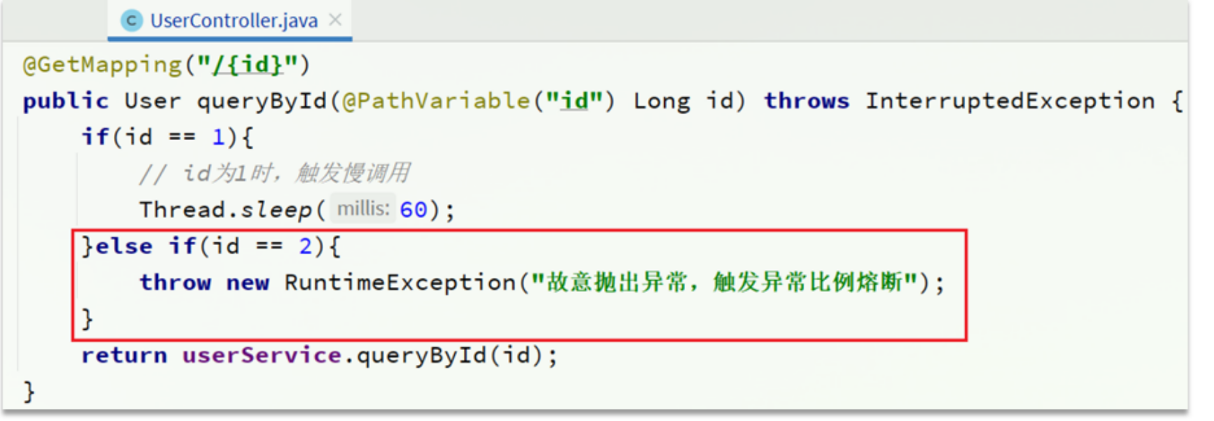 UserController.java
@GetMapping("/{id}")
public User queryById(@PathVariable("id") Long id) throws InterruptedException {
if(id == 1){
// id为1时，触发慢调用
Thread.sleep( millis: 60);
}else if(id == 2){
throw new RuntimeException("故意抛出异常，触发异常比例熔断");
}
return userService.queryById(id);
}